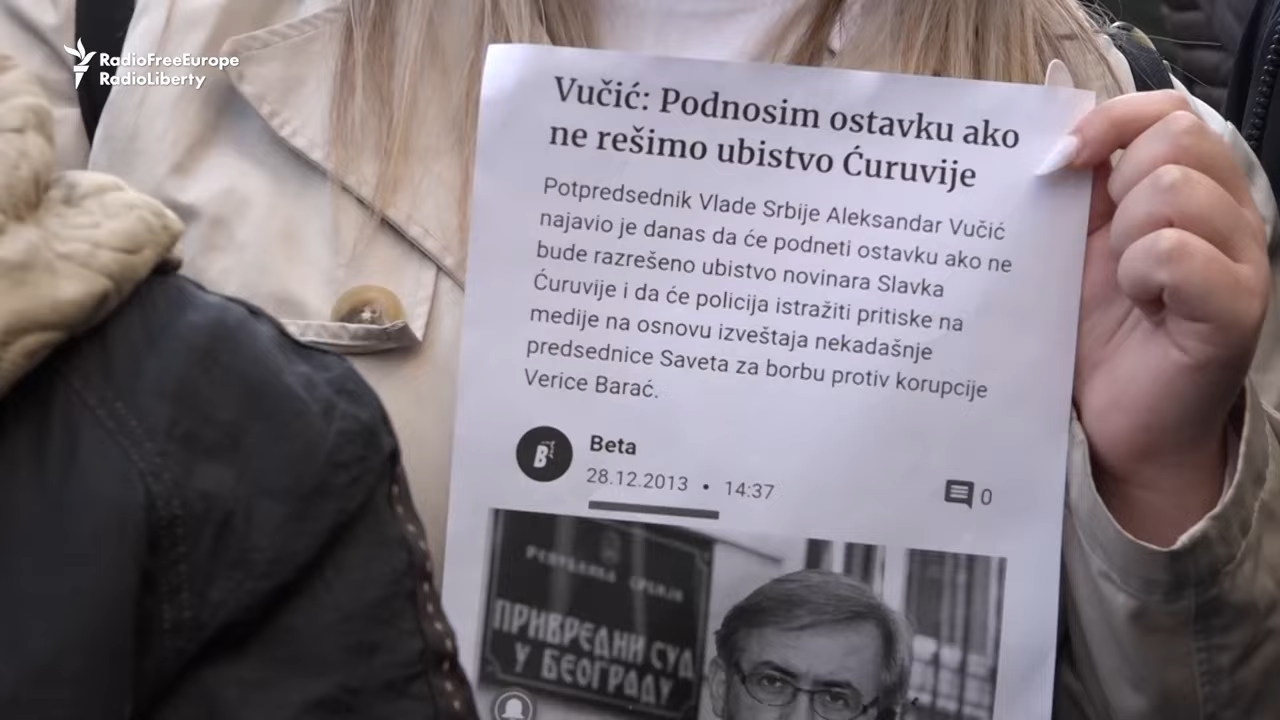 RadioFreeEurope
RadioLiberty
Vučić: Podnosim ostavku ako
ne rešimo ubistvo Ćuruvije
Potpredsednik Vlade Srbije Aleksandar Vučić
najavio je danas da će podneti ostavku ako ne
bude razrešeno ubistvo novinara Slavka
Ćuruvije i da će policija istražiti pritiske na
medije na osnovu izveštaja nekadašnje
predsednice Saveta za borbu protiv korupcije
Verice Barać.
B
Beta
28.12.2013 • 14:37
0
РЕПУБЛИКА СРБИЈА
ПРИВРЕДНИ СУД
У БЕОГРАДУ